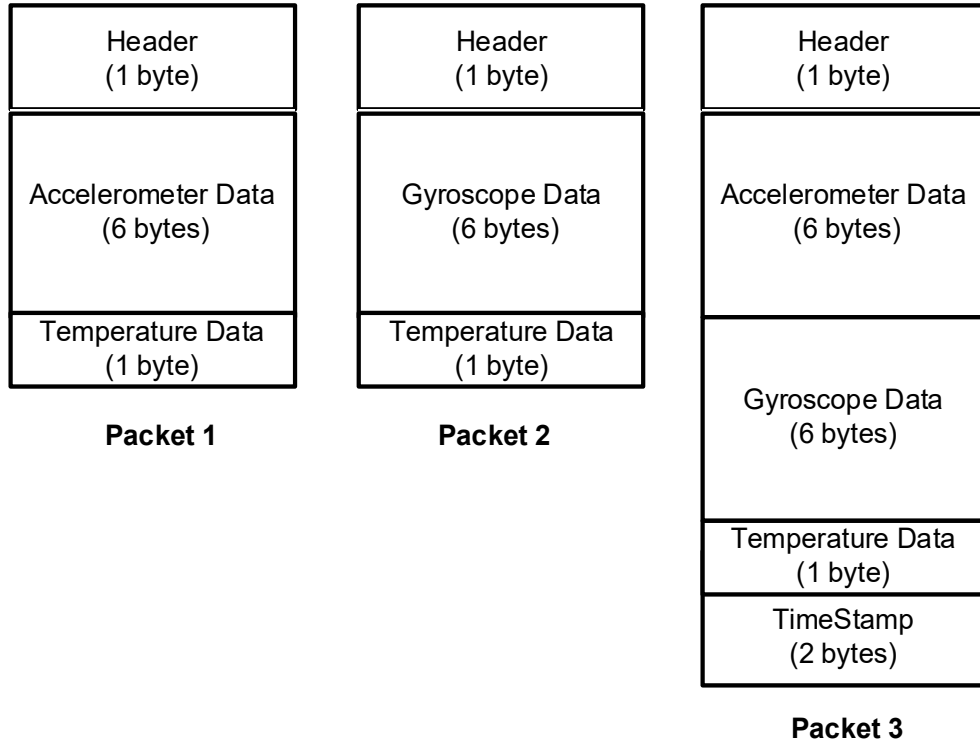 Header
(1 byte)
Accelerometer Data
(6 bytes)
Temperature Data
(1 byte)
Packet 1
Header
(1 byte)
Gyroscope Data
(6 bytes)
Temperature Data
(1 byte)
Packet 2
Header
(1 byte)
Accelerometer Data
(6 bytes)
Gyroscope Data
(6 bytes)
Temperature Data
(1 byte)
TimeStamp
(2 bytes)
Packet 3